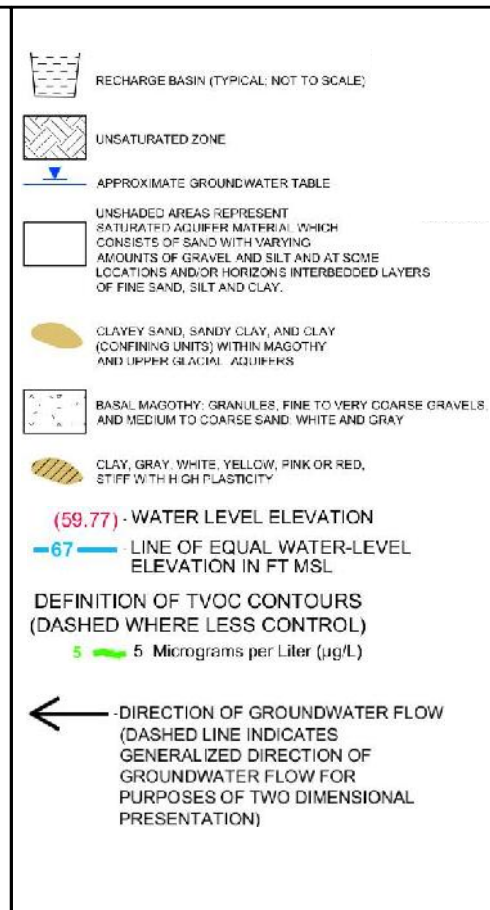 RECHARGE BASIN (TYPICAL; NOT TO SCALE)
UNSATURATED ZONE
APPROXIMATE GROUNDWATER TABLE
UNSHADED AREAS REPRESENT
SATURATED AQUIFER MATERIAL WHICH
CONSISTS OF SAND WITH VARYING
AMOUNTS OF GRAVEL AND SILT AND AT SOME
LOCATIONS AND/OR HORIZONS INTERBEDDED LAYERS
OF FINE SAND, SILT AND CLAY.
CLAYEY SAND, SANDY CLAY, AND CLAY
(CONFINING UNITS) WITHIN MAGOTHY
AND UPPER GLACIAL AQUIFERS
BASAL MAGOTHY: GRANULES, FINE TO VERY COARSE GRAVELS,
AND MEDIUM TO COARSE SAND: WHITE AND GRAY
CLAY, GRAY, WHITE, YELLOW, PINK OR RED,
STIFF WITH HIGH PLASTICITY
(59.77) - WATER LEVEL ELEVATION
67 - LINE OF EQUAL WATER-LEVEL
ELEVATION IN FT MSL
DEFINITION OF TVOC CONTOURS
(DASHED WHERE LESS CONTROL)
5 5 Micrograms per Liter (µg/L)
-DIRECTION OF GROUNDWATER FLOW
(DASHED LINE INDICATES
GENERALIZED DIRECTION OF
GROUNDWATER FLOW FOR
PURPOSES OF TWO DIMENSIONAL
PRESENTATION)